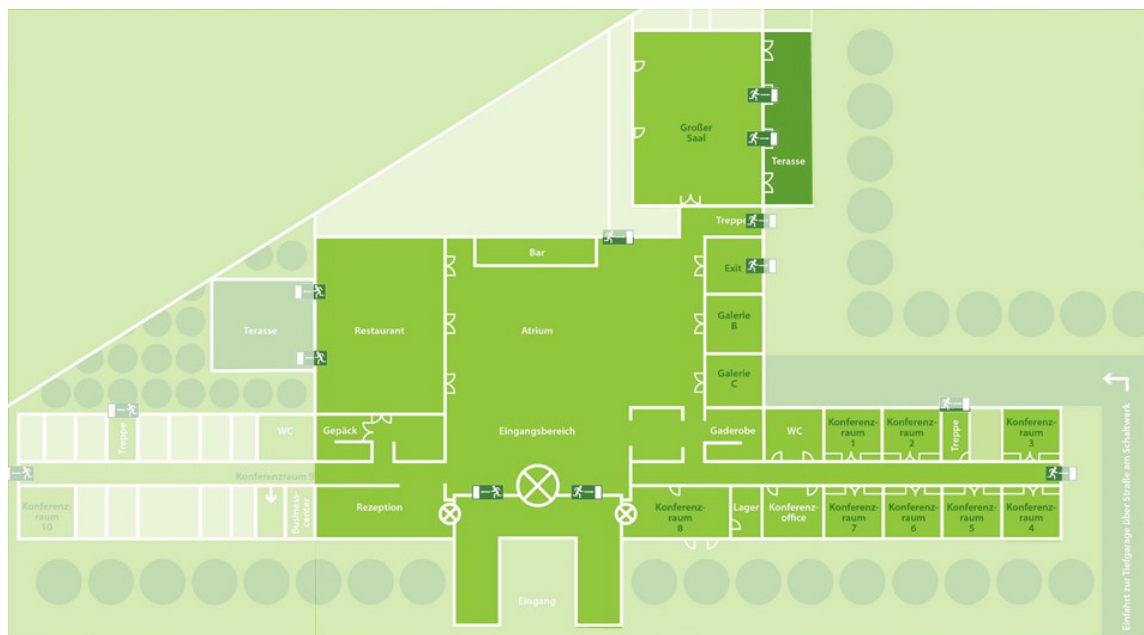 Großer
Saal
Terasse
Treppe
Bar
Exit
Terasse
Restaurant
Atrium
Galerie
B
Galerie
C
Treppe
WC
Gepäck
Eingangsbereich
Gaderobe
WC
Konferenz-
raum
1
Konferenz-
raum
2
Treppe
Konferenz-
raum
3
Konferenzraum 9
Konferenz-
raum
10
Business-
center
Rezeption
Konferenz-
raum
8
Lager
Konferenz-
office
Konferenz-
raum
7
Konferenz-
raum
6
Konferenz-
raum
5
Konferenz-
raum
4
Eingang
Einfahrt zur Tiefgarage über Straße am Schaltwerk